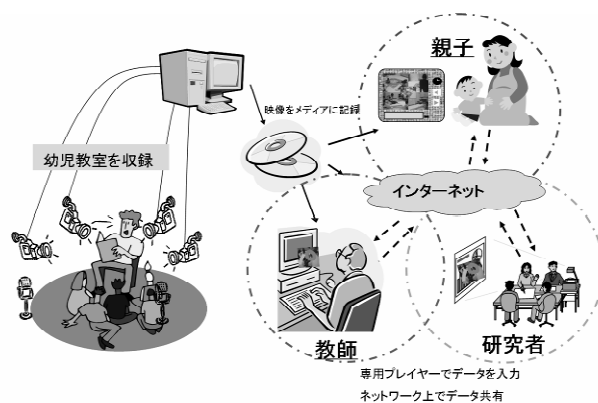 親子
映像をメディアに記録
幼児教室を収録
インターネット
教師
研究者
専用プレイヤーでデータを入力
ネットワーク上でデータ共有